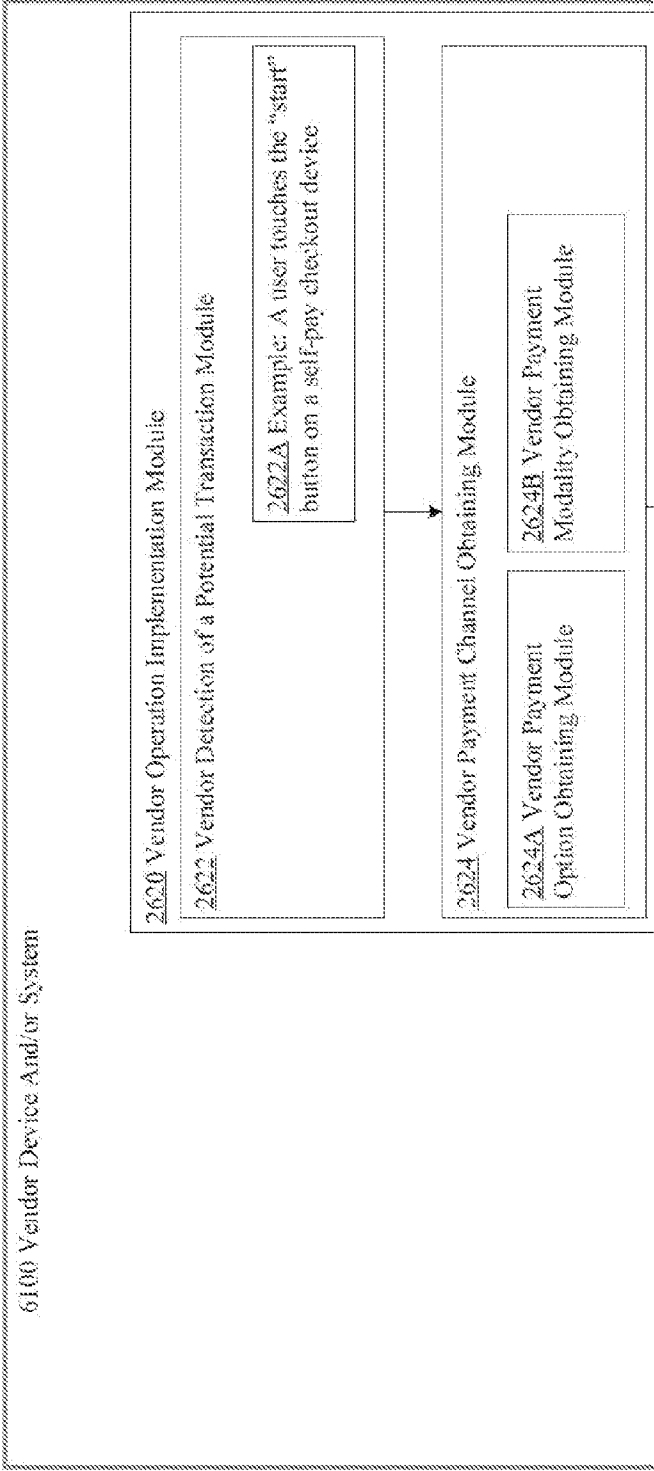 6100 Vendor Device And/or System
2620 Vendor Operation Implementation Module
2622 Vendor Detection of a Potential Transaction Module
2622A Example: A user touches the "start"
button on a self-pay checkout device
2624 Vendor Payment Channel Obtaining Module
2624A Vendor Payment
Option Obtaining Module
2624B Vendor Payment
Modality Obtaining Module